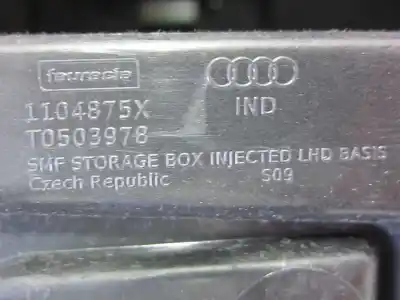 faurecia
1104875X IND
T0503978
SMF STORAGE BOX INJECTED LHD BASIS
Czech Republic S09